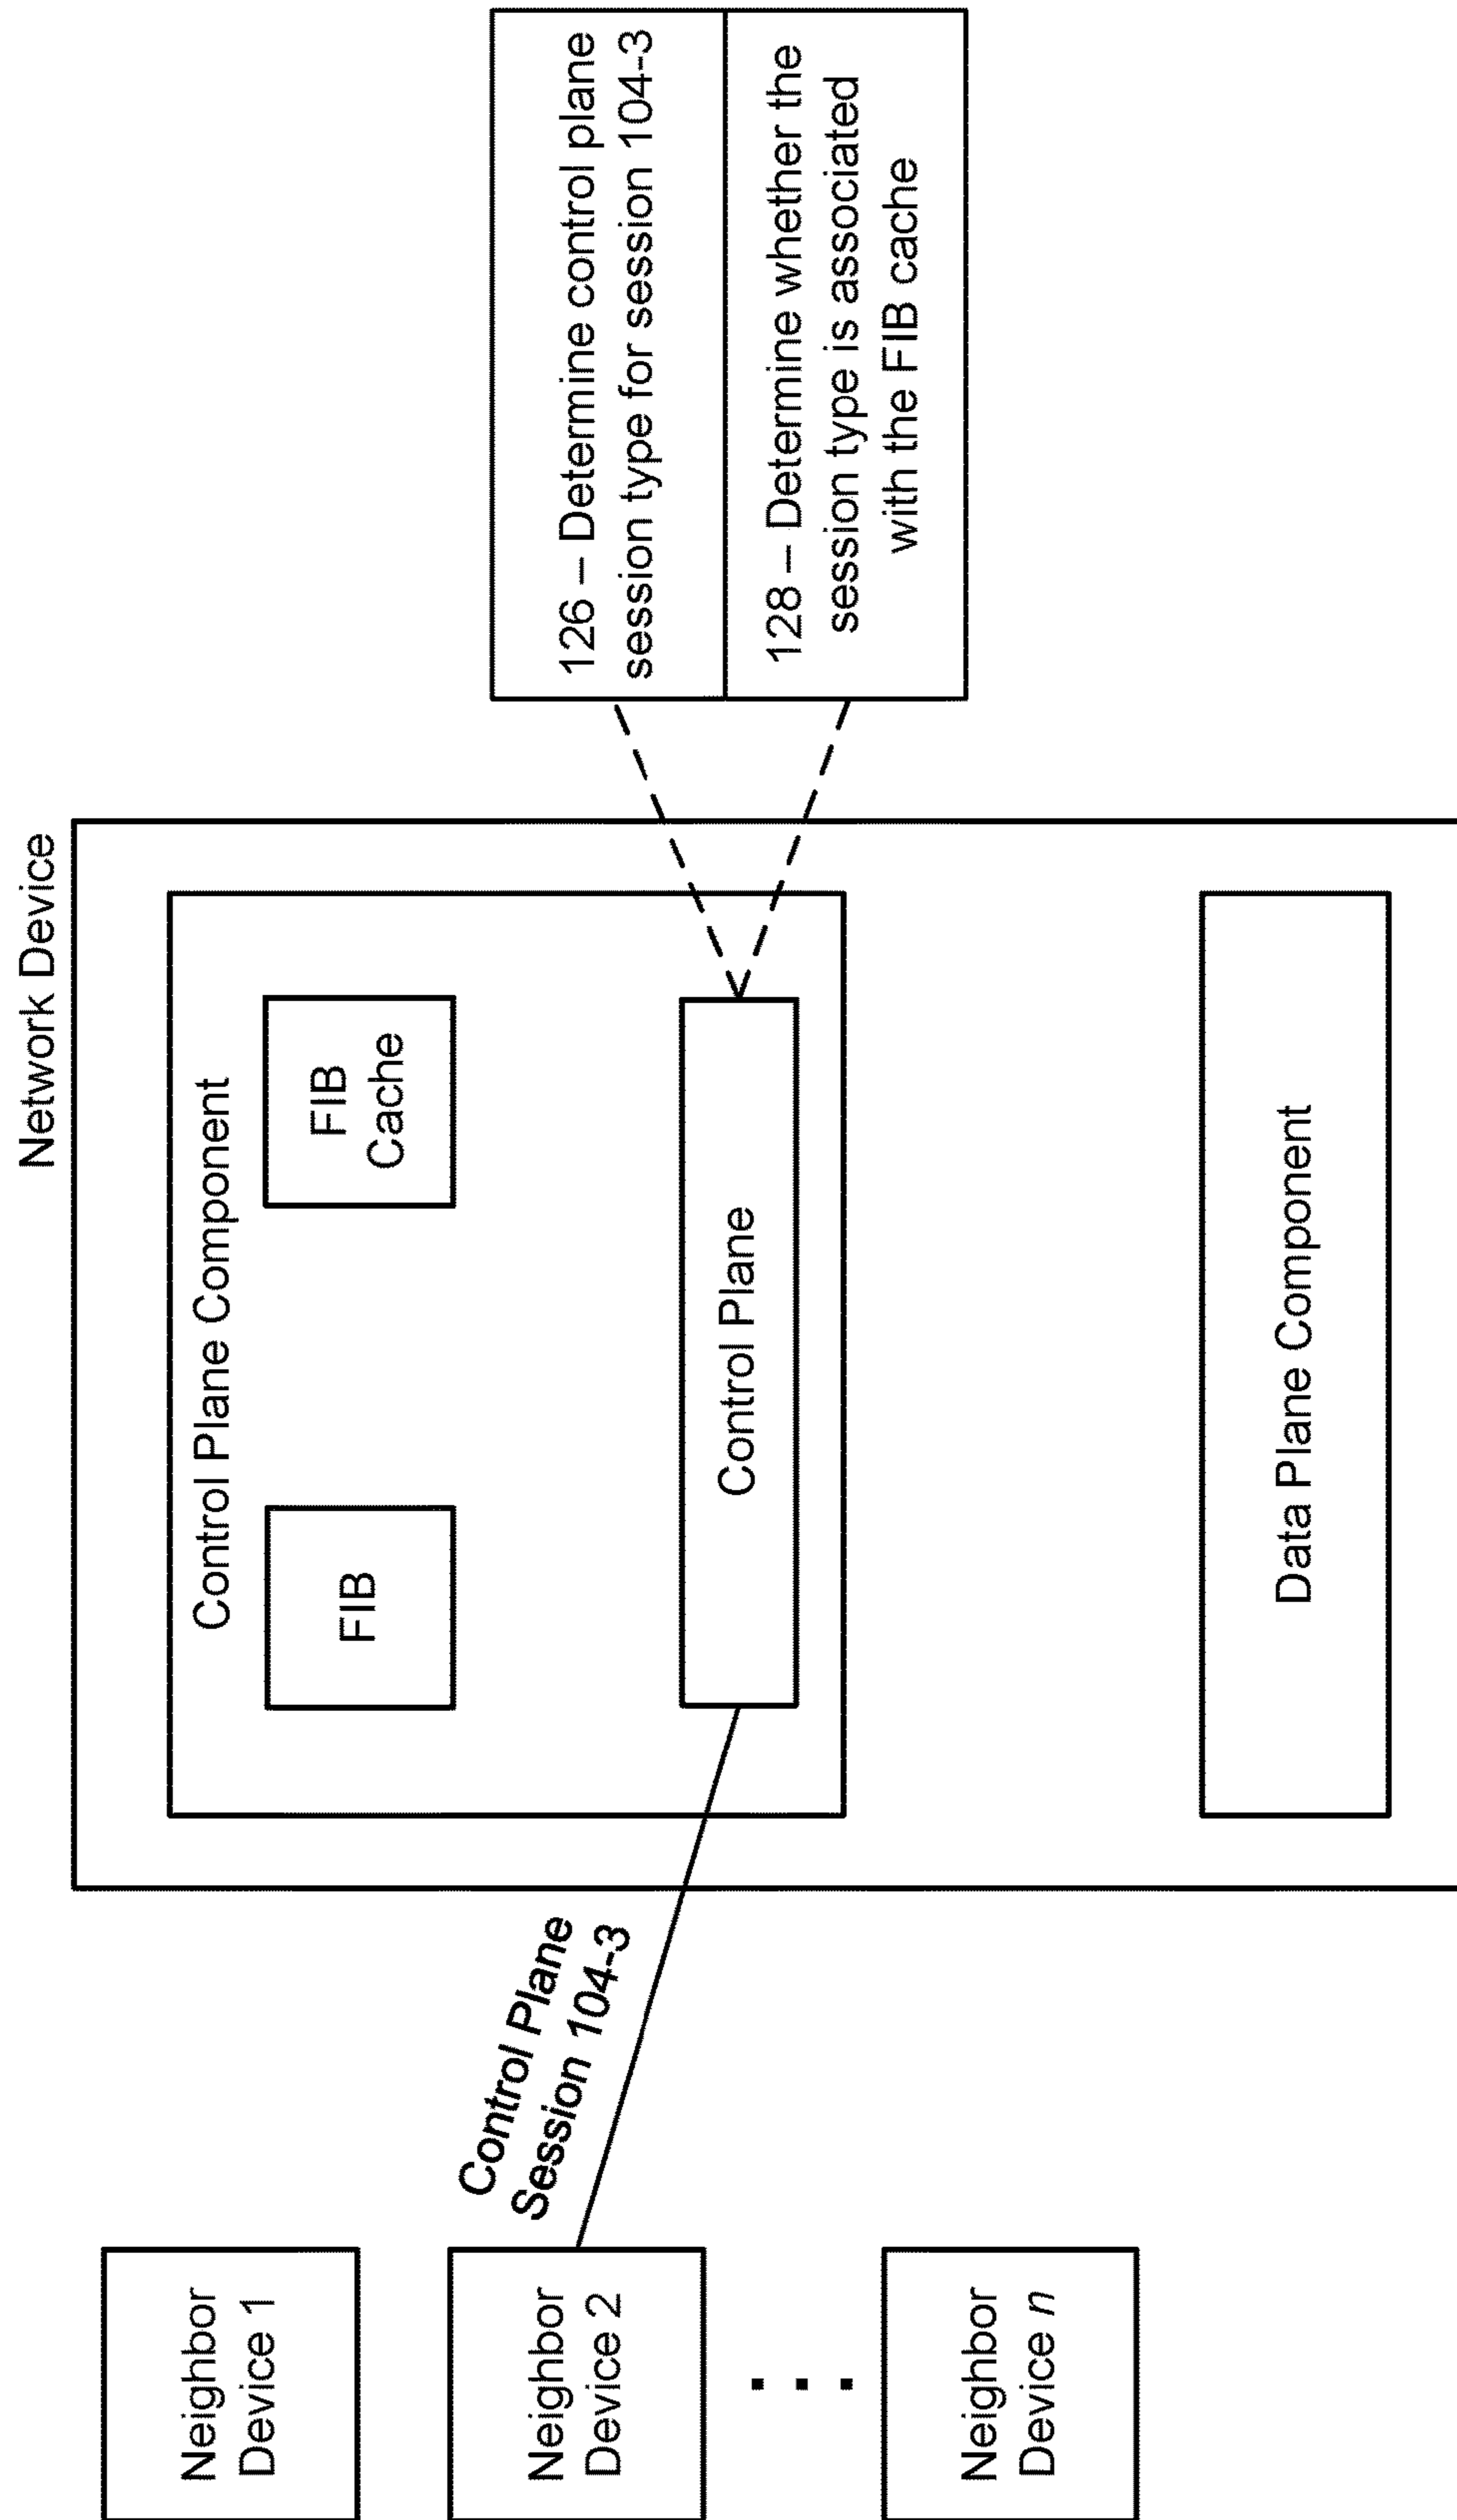 Network Device
Neighbor
Device 1
Neighbor
Device 2
Neighbor
Device n
Control Plane
Session 104-3
Control Plane Component
FIB
FIB
Cache
Control Plane
Data Plane Component
126 – Determine control plane
session type for session 104-3
128 – Determine whether the
session type is associated
with the FIB cache